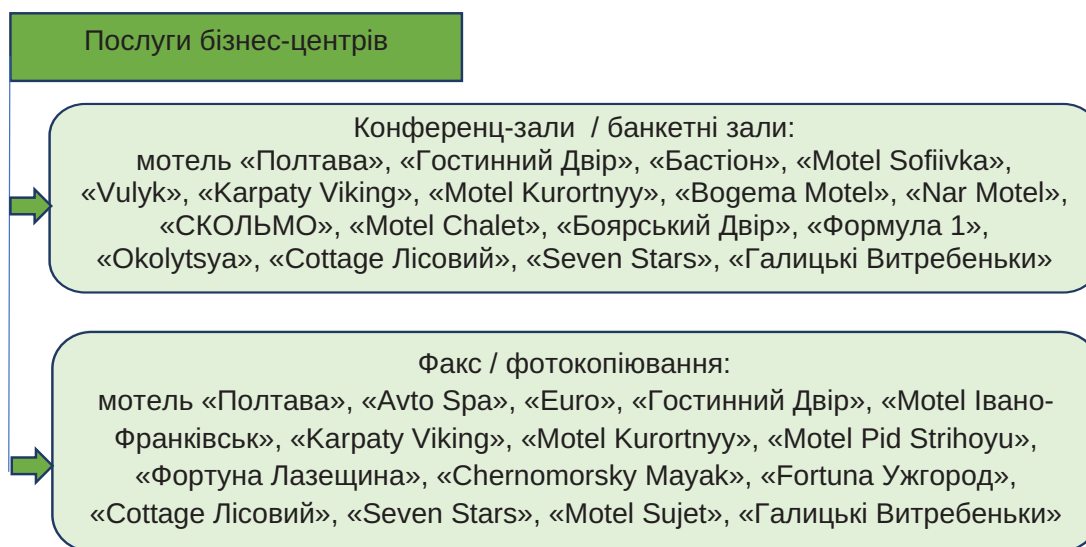 Послуги бізнес-центрів
Конференц-зали / банкетні зали:
мотель «Полтава», «Гостинний Двір», «Бастіон», «Motel Sofiivka»,
«Vulyk», «Karpaty Viking», «Motel Kurortnyy», «Bogema Motel», «Nar Motel»,
«СКОЛЬМО», «Motel Chalet», «Боярський Двір», «Формула 1»,
«Okolytsya», «Cottage Лісовий», «Seven Stars», «Галицькі Витребеньки»
Факс / фотокопіювання:
мотель «Полтава», «Avto Spa», «Euro», «Гостинний Двір», «Motel Івано-
Франківськ», «Karpaty Viking», «Motel Kurortnyy», «Motel Pid Strihoyu»,
«Фортуна Лазещина», «Chernomorsky Mayak», «Fortuna Ужгород»,
«Cottage Лісовий», «Seven Stars», «Motel Sujet», «Галицькі Витребеньки»